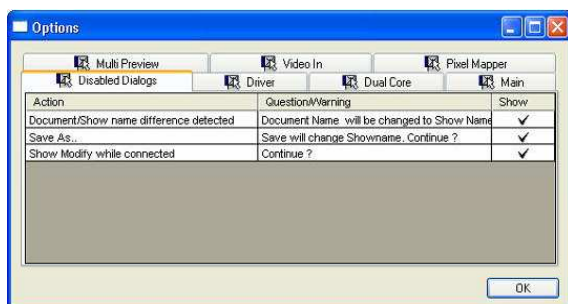 Options
Multi Preview Video In Pixel Mapper
Disabled Dialogs Driver Dual Core Main
Action Question/Warning Show
Document/Show name difference detected Document Name will be changed to Show Name
Save As.. Save will change Showname. Continue ?
Show Modify while connected Continue ?
OK